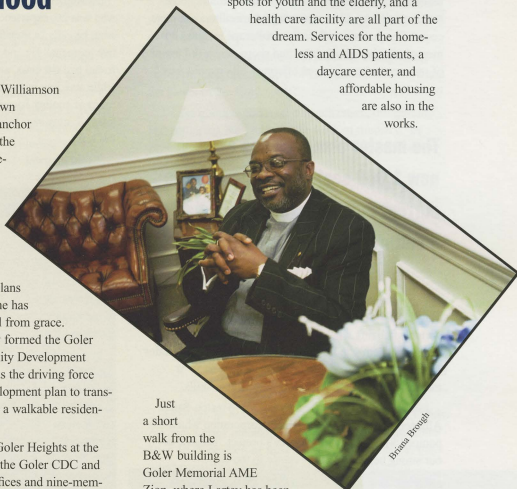 Williamson
wn
nchor
the
e-
lans
ne has
from grace.
formed the Goler
ity Development
s the driving force
lopment plan to trans-
a walkable residen-
Goler Heights at the
the Goler CDC and
fices and nine-mem-
Just
a short
walk from the
B&W building is
Goler Memorial AME
Zion, where Lartey has been
spots for youth and the elderly, and a
health care facility are all part of the
dream. Services for the home-
less and AIDS patients, a
daycare center, and
affordable housing
are also in the
works.
Briana Brough